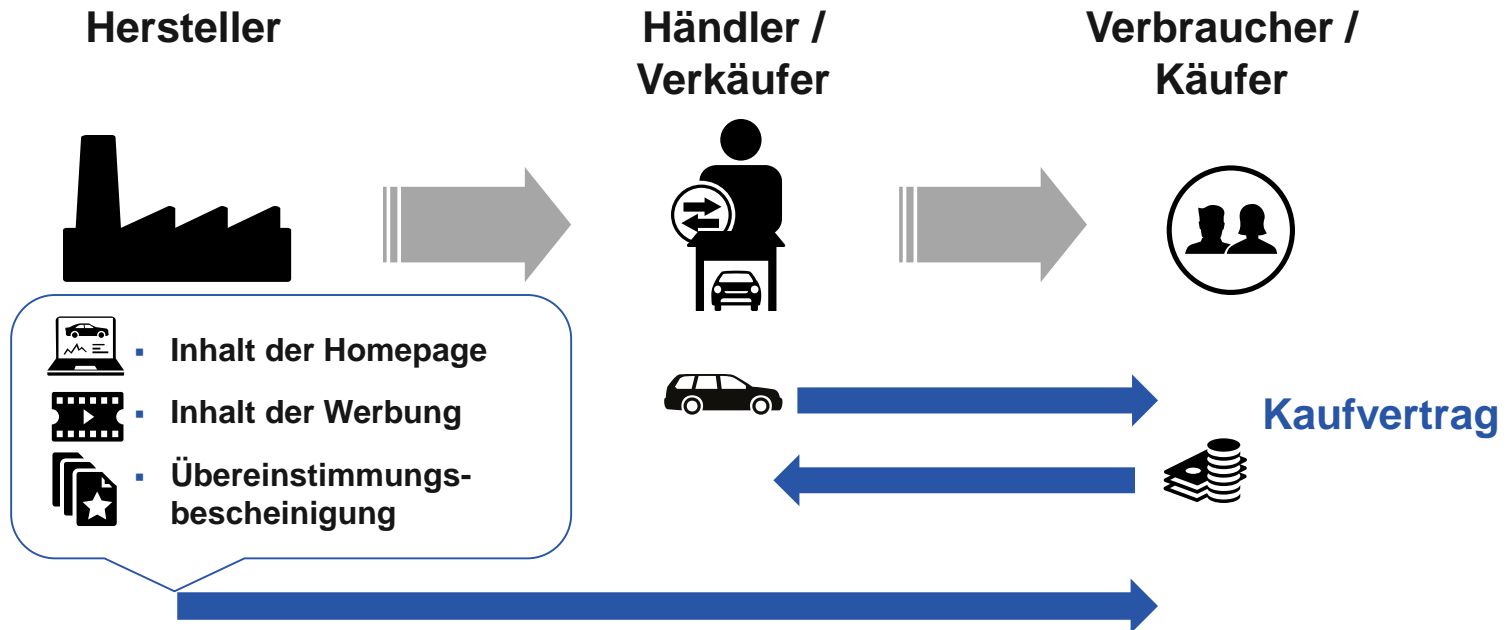 Hersteller
Händler /
Verkäufer
Verbraucher /
Käufer
Inhalt der Homepage
Inhalt der Werbung
Übereinstimmungs-
bescheinigung
Kaufvertrag